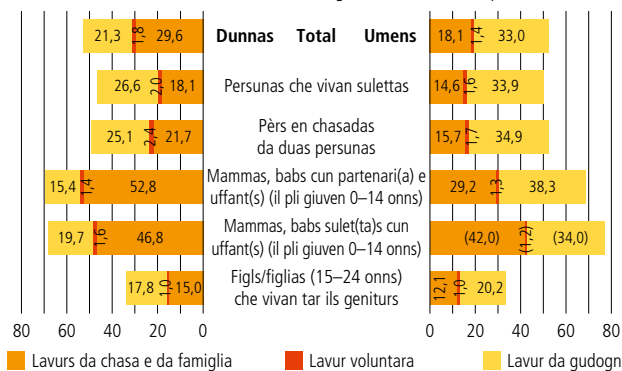 21,3 1,8 29,6 Dunnas Total Umens 18,1 1,4 33,0
26,6 2,0 18,1 Persunas che vivan sulettas 14,6 1,6 33,9
25,1 2,4 21,7 Pèrs en chasadas da duas persunas 15,7 1,7 34,9
15,4 1,4 52,8 Mammas, babs cun partenari(a) e
uffant(s) (il pli giuven 0–14 onns) 29,2 1,3 38,3
19,7 1,6 46,8 Mammas, babs sulet(ta)s cun
uffant(s) (il pli giuven 0–14 onns) (42,0) (1,2) (34,0)
17,8 1,0 15,0 Figls/figlias (15–24 onns)
che vivan tar ils geniturs 12,1 1,0 20,2
80 60 40 20 0 0 20 40 60 80
Lavurs da chasa e da famiglia Lavur voluntara Lavur da gudogn